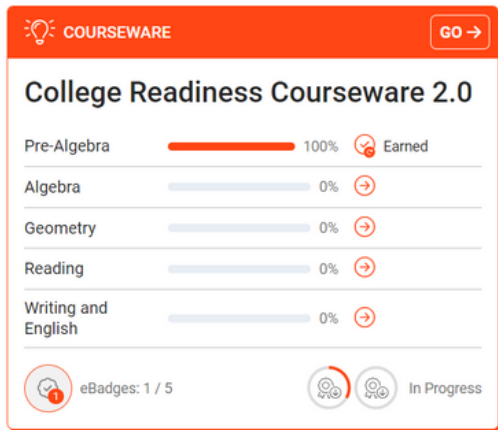 COURSEWARE
GO →
College Readiness Courseware 2.0
Pre-Algebra 100% Earned
Algebra 0%
Geometry 0%
Reading 0%
Writing and
English 0%
1
eBadges: 1 / 5
In Progress